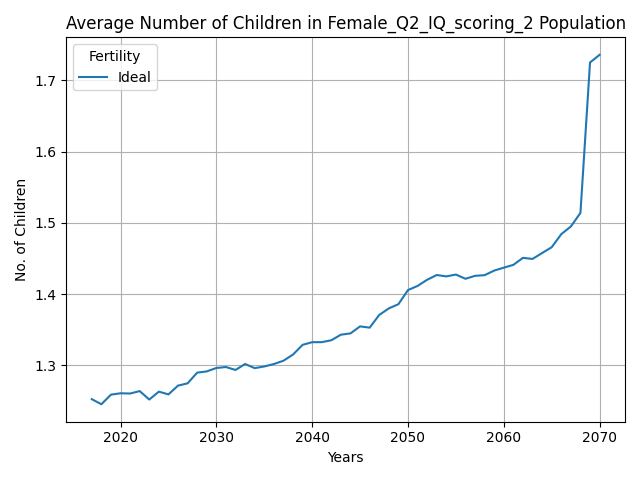 Average Number of Children in Female_Q2_IQ_scoring_2 Population
Fertility
Ideal
No. of Children
1.7
1.6
1.5
1.4
1.3
2020 2030 2040 2050 2060 2070
Years